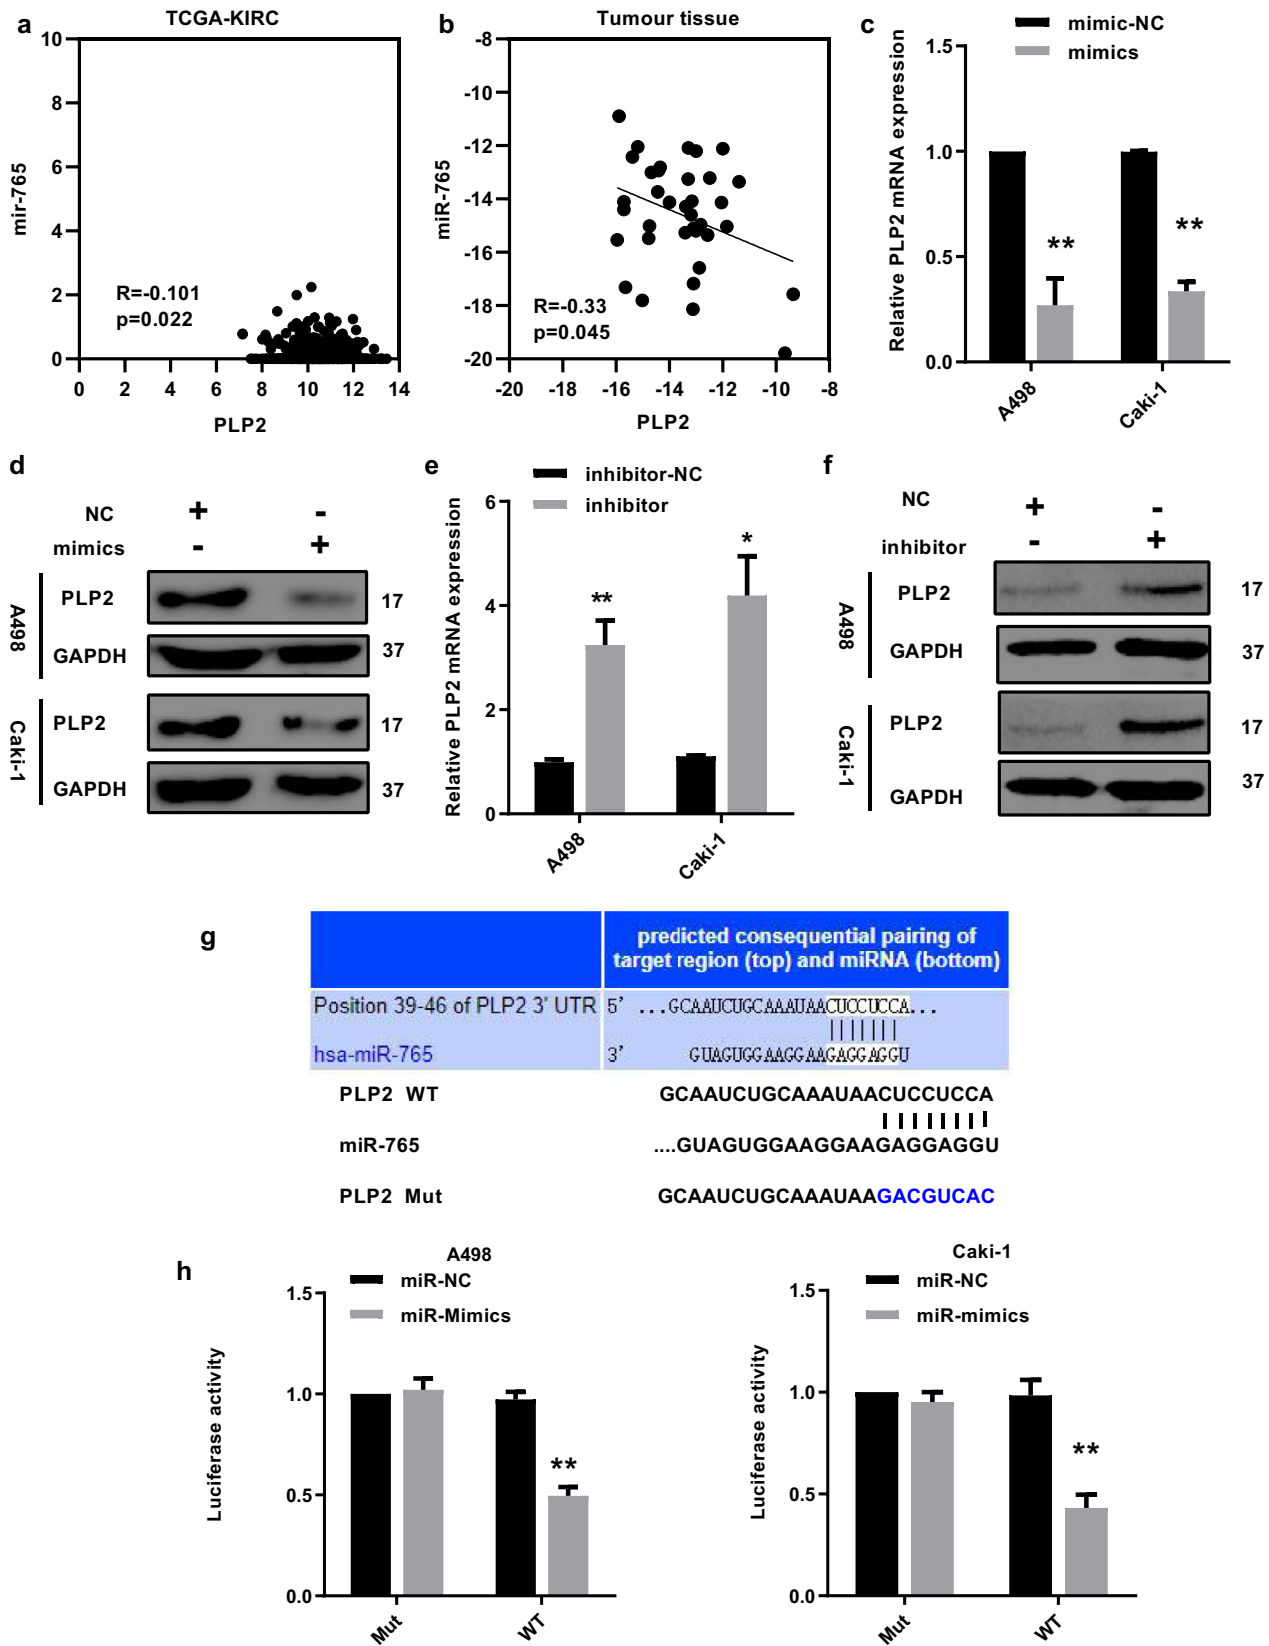 a
TCGA-KIRC
mir-765
10
8
6
4
2
0
R=-0.101
p=0.022
0 2 4 6 8 10 12 14
PLP2
b
Tumour tissue
miR-765
-8
-10
-12
-14
-16
-18
-20
R=-0.33
p=0.045
-20 -18 -16 -14 -12 -10 -8
PLP2
c
mimic-NC
mimics
Relative PLP2 mRNA expression
1.5
1.0
0.5
0.0
**
**
A498
Caki-1
d
NC + -
mimics - +
A498
PLP2 17
GAPDH 37
Caki-1
PLP2 17
GAPDH 37
e
inhibitor-NC
inhibitor
Relative PLP2 mRNA expression
6
4
2
0
**
*
A498
Caki-1
f
NC + -
inhibitor - +
A498
PLP2 17
GAPDH 37
Caki-1
PLP2 17
GAPDH 37
g
predicted consequential pairing of
target region (top) and miRNA (bottom)
Position 39-46 of PLP2 3' UTR 5' ...GCAAUCUGCAAAUAACUCCUCCA...
hsa-miR-765 3' GUAGUGGAAGGAAGAGGAGGU
PLP2 WT GCAAUCUGCAAAUAACUCCUCCA
miR-765 ....GUAGUGGAAGGAAGAGGAGGU
PLP2 Mut GCAAUCUGCAAAUAAGACGUCAC
h
A498
miR-NC
miR-Mimics
Luciferase activity
1.5
1.0
0.5
0.0
**
Mut
WT
Caki-1
miR-NC
miR-mimics
Luciferase activity
1.5
1.0
0.5
0.0
**
Mut
WT